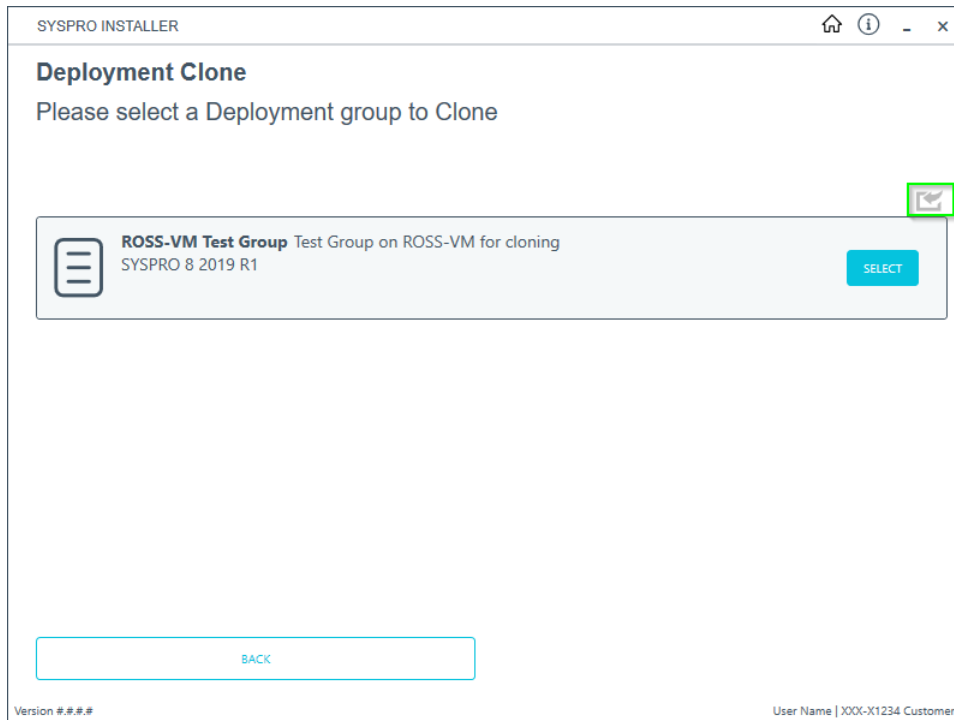 SYSPRO INSTALLER
Deployment Clone
Please select a Deployment group to Clone
ROSS-VM Test Group Test Group on ROSS-VM for cloning
SYSPRO 8 2019 R1
SELECT
BACK
Version #.#.#.#
User Name | XXX-X1234 Customer